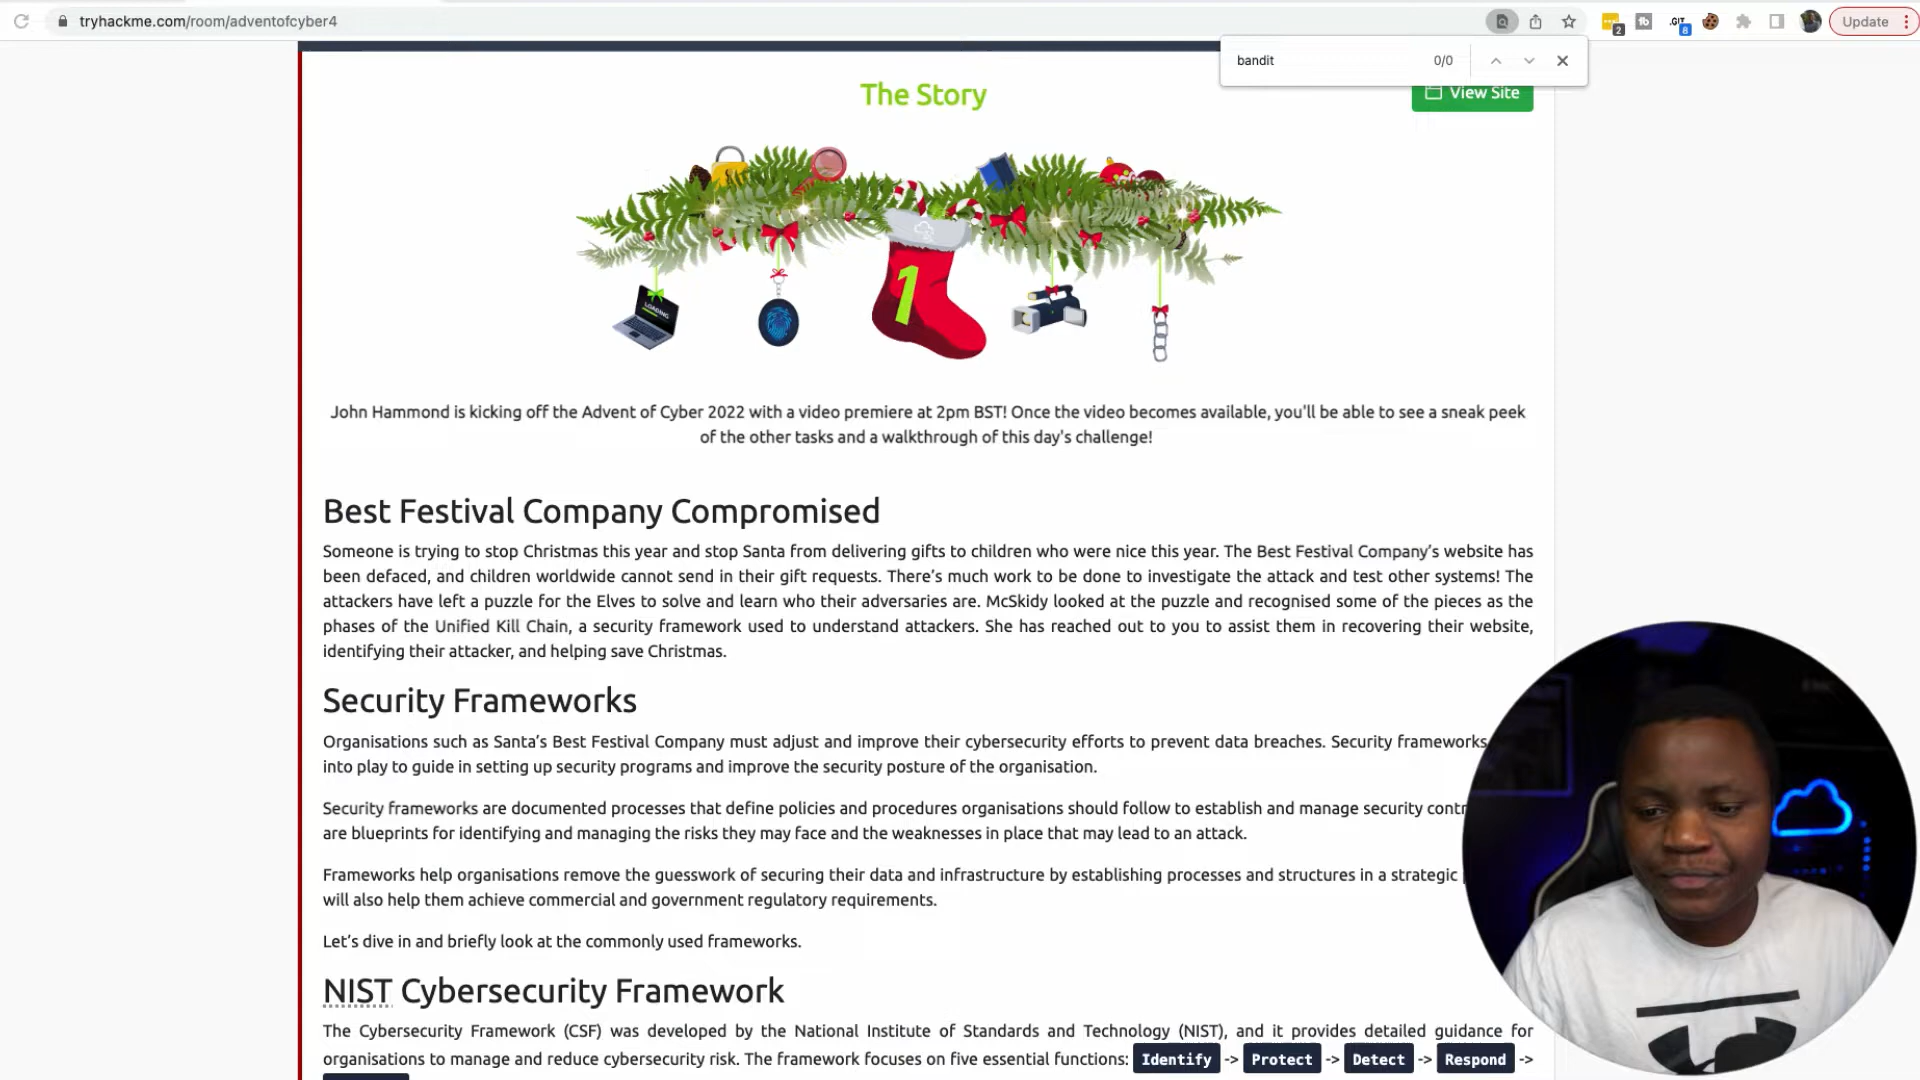 tryhackme.com/room/adventofcyber4
Update
bandit
0/0
The Story
View Site
LOADING
1
John Hammond is kicking off the Advent of Cyber 2022 with a video premiere at 2pm BST! Once the video becomes available, you'll be able to see a sneak peek
of the other tasks and a walkthrough of this day's challenge!
Best Festival Company Compromised
Someone is trying to stop Christmas this year and stop Santa from delivering gifts to children who were nice this year. The Best Festival Company’s website has
been defaced, and children worldwide cannot send in their gift requests. There’s much work to be done to investigate the attack and test other systems! The
attackers have left a puzzle for the Elves to solve and learn who their adversaries are. McSkidy looked at the puzzle and recognised some of the pieces as the
phases of the Unified Kill Chain, a security framework used to understand attackers. She has reached out to you to assist them in recovering their website,
identifying their attacker, and helping save Christmas.
Security Frameworks
Organisations such as Santa’s Best Festival Company must adjust and improve their cybersecurity efforts to prevent data breaches. Security frameworks
into play to guide in setting up security programs and improve the security posture of the organisation.
Security frameworks are documented processes that define policies and procedures organisations should follow to establish and manage security contr
are blueprints for identifying and managing the risks they may face and the weaknesses in place that may lead to an attack.
Frameworks help organisations remove the guesswork of securing their data and infrastructure by establishing processes and structures in a strategic
will also help them achieve commercial and government regulatory requirements.
Let’s dive in and briefly look at the commonly used frameworks.
NIST Cybersecurity Framework
The Cybersecurity Framework (CSF) was developed by the National Institute of Standards and Technology (NIST), and it provides detailed guidance for
organisations to manage and reduce cybersecurity risk. The framework focuses on five essential functions: Identify -> Protect -> Detect -> Respond ->